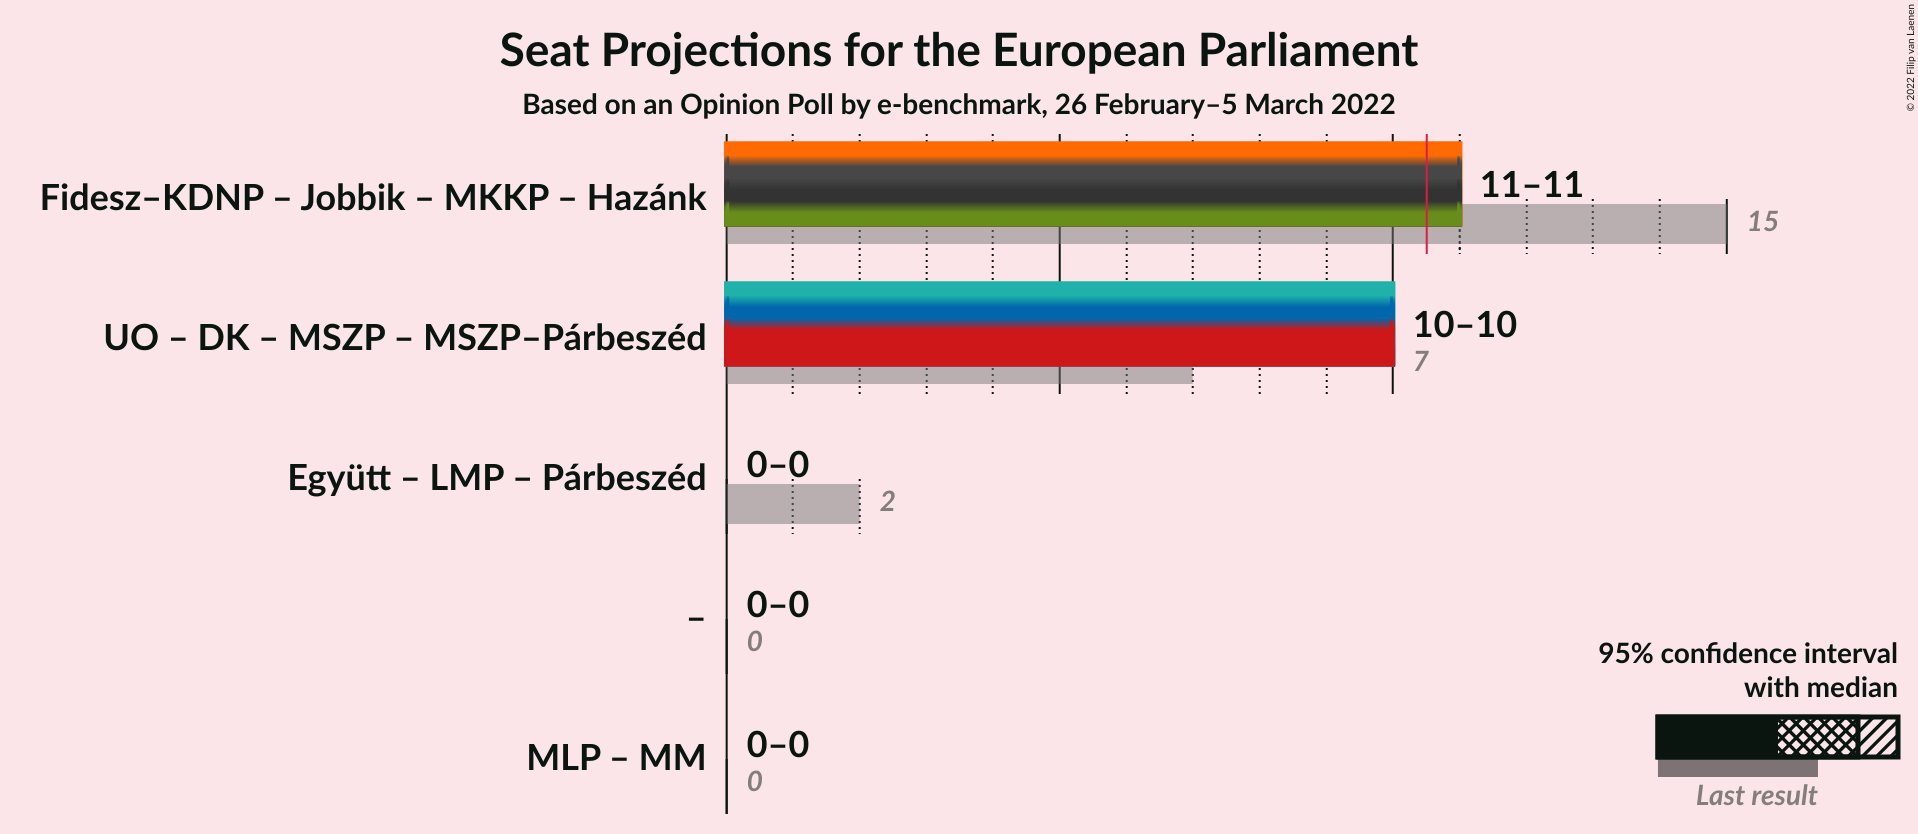 Seat Projections for the European Parliament
Based on an Opinion Poll by e-benchmark, 26 February–5 March 2022
© 2022 Filip van Laenen
Fidesz–KDNP – Jobbik – MKKP – Hazánk
11–11
15
UO – DK – MSZP – MSZP–Párbeszéd
10–10
7
Együtt – LMP – Párbeszéd
0–0
2
–
0–0
0
MLP – MM
0–0
0
95% confidence interval
with median
Last result